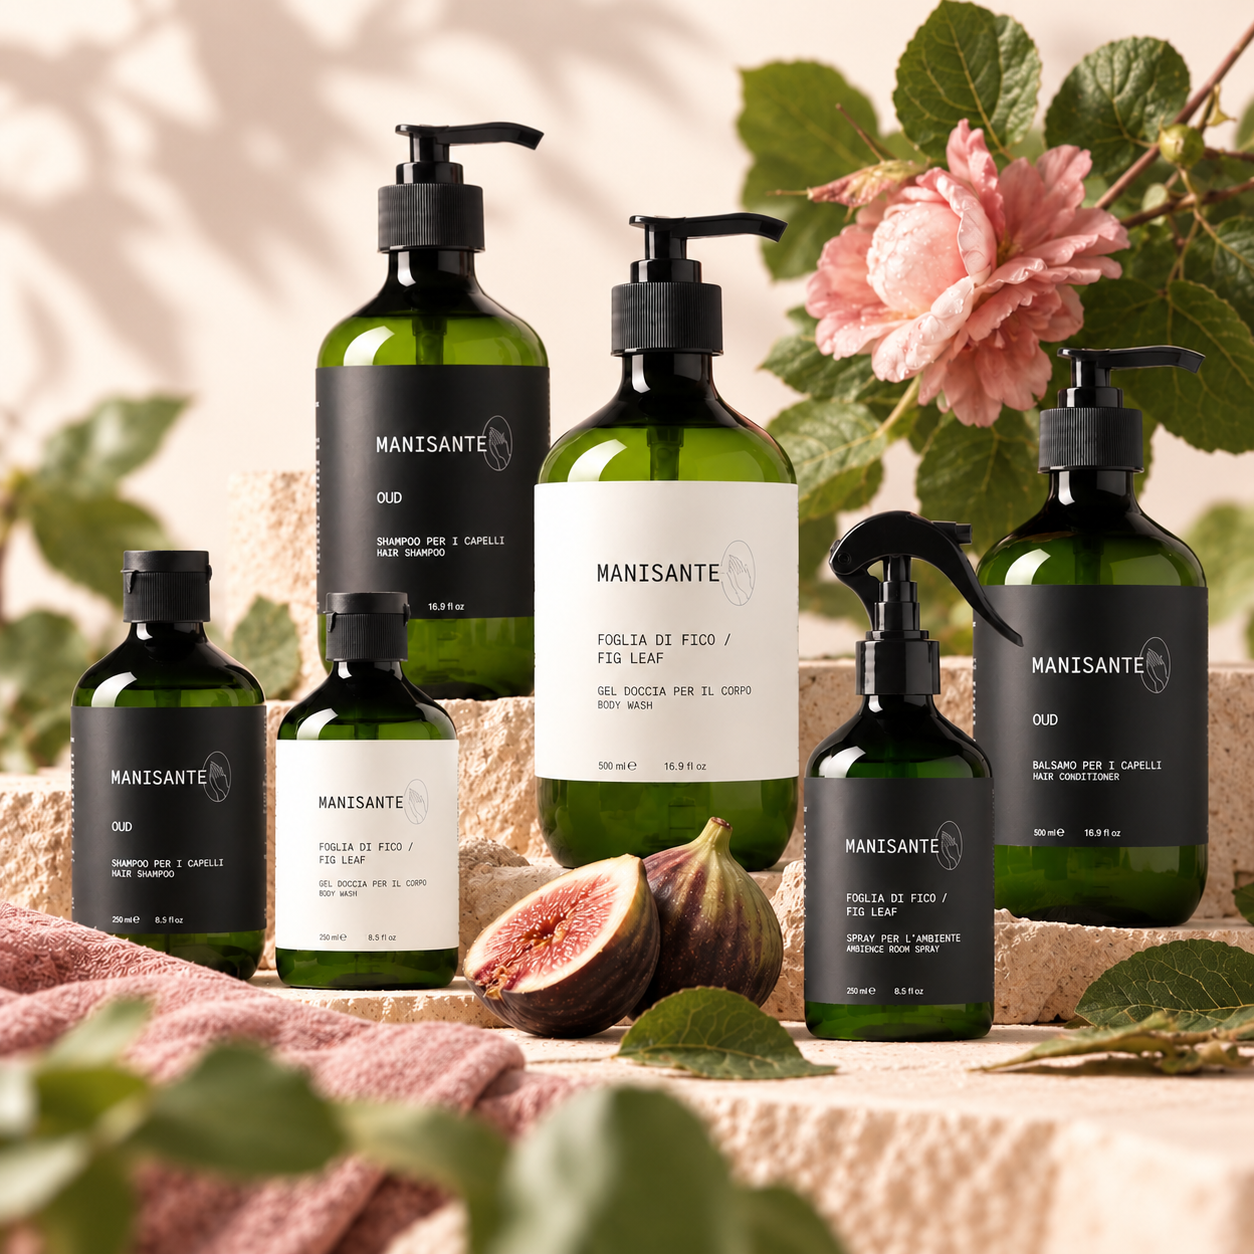 MANISANTE
OUD
SHAMPOO PER I CAPELLI
HAIR SHAMPOO
16.9 fl oz
MANISANTE
FOGLIA DI FICO /
FIG LEAF
GEL DOCCIA PER IL CORPO
BODY WASH
500 ml℮ 16.9 fl oz
MANISANTE
OUD
BALSAMO PER I CAPELLI
HAIR CONDITIONER
500 ml℮ 16.9 fl oz
MANISANTE
OUD
SHAMPOO PER I CAPELLI
HAIR SHAMPOO
250 ml℮ 8.5 fl oz
MANISANTE
FOGLIA DI FICO /
FIG LEAF
GEL DOCCIA PER IL CORPO
BODY WASH
250 ml℮ 8.5 fl oz
MANISANTE
FOGLIA DI FICO /
FIG LEAF
SPRAY PER L'AMBIENTE
AMBIENCE ROOM SPRAY
250 ml℮ 8.5 fl oz